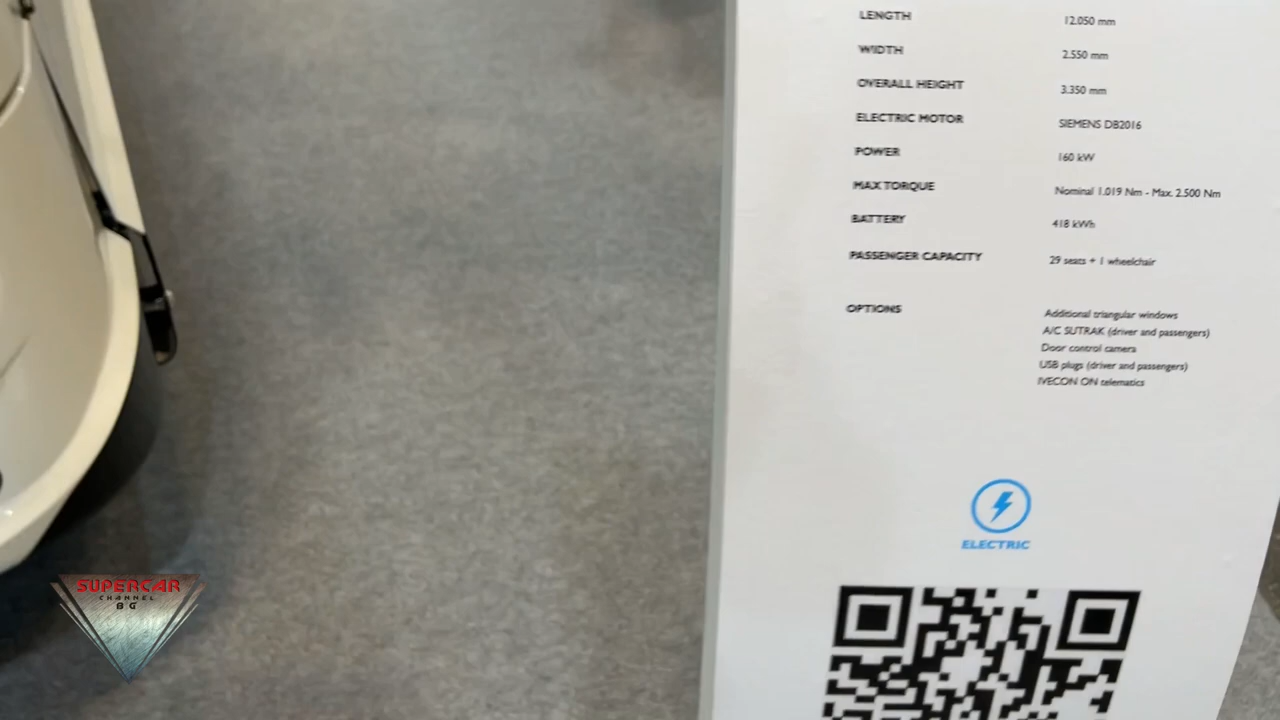 LENGTH 12.050 mm
WIDTH 2.550 mm
OVERALL HEIGHT 3.350 mm
ELECTRIC MOTOR SIEMENS DB2016
POWER 160 kW
MAX TORQUE Nominal 1.019 Nm - Max. 2.500 Nm
BATTERY 418 kWh
PASSENGER CAPACITY 29 seats + 1 wheelchair
OPTIONS Additional triangular windows
A/C SUTRAK (driver and passengers)
Door control camera
USB plugs (driver and passengers)
IVECON ON telematics
ELECTRIC
SUPERCAR
CHANNEL
BG